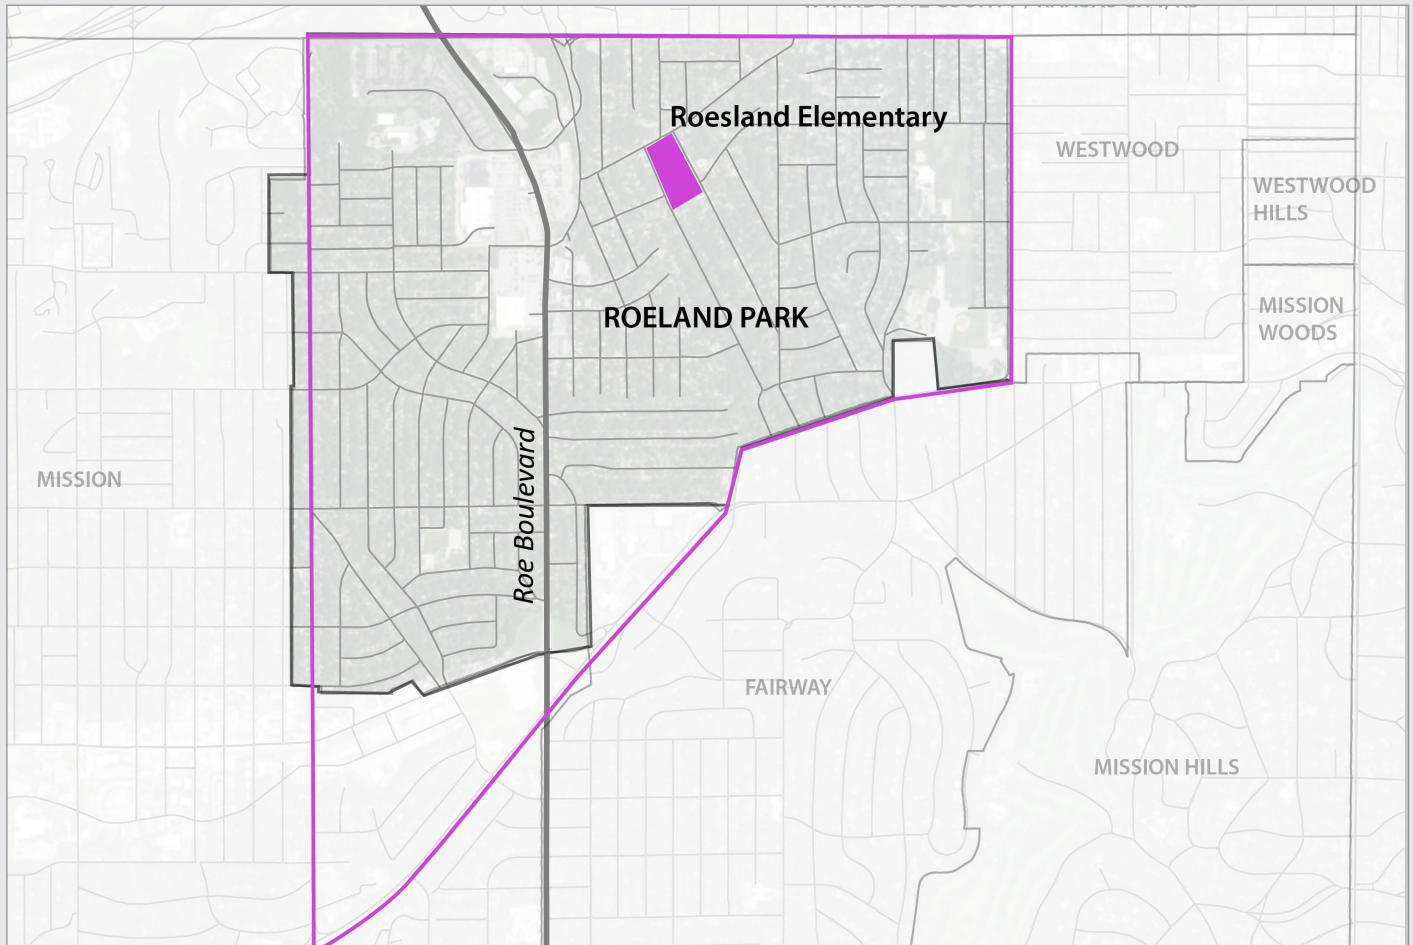 Roesland Elementary
WESTWOOD
WESTWOOD
HILLS
ROELAND PARK
MISSION
WOODS
MISSION
Roe Boulevard
FAIRWAY
MISSION HILLS